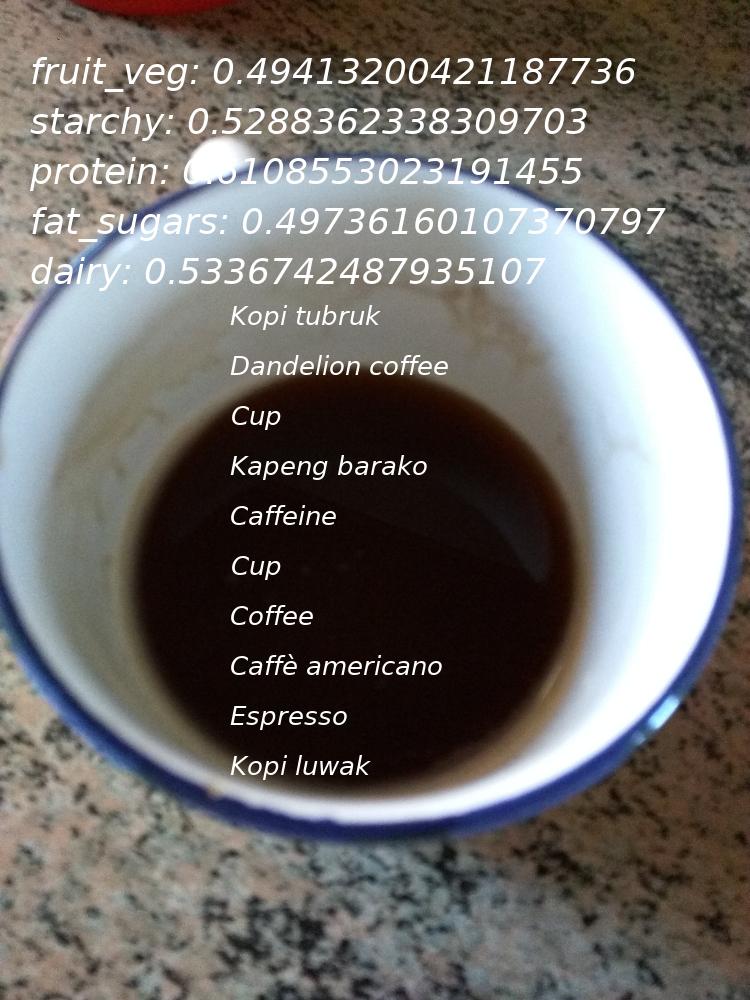 fruit_veg: 0.49413200421187736
starchy: 0.5288362338309703
protein: 0.6108553023191455
fat_sugars: 0.49736160107370797
dairy: 0.5336742487935107
Kopi tubruk
Dandelion coffee
Cup
Kapeng barako
Caffeine
Cup
Coffee
Caffè americano
Espresso
Kopi luwak